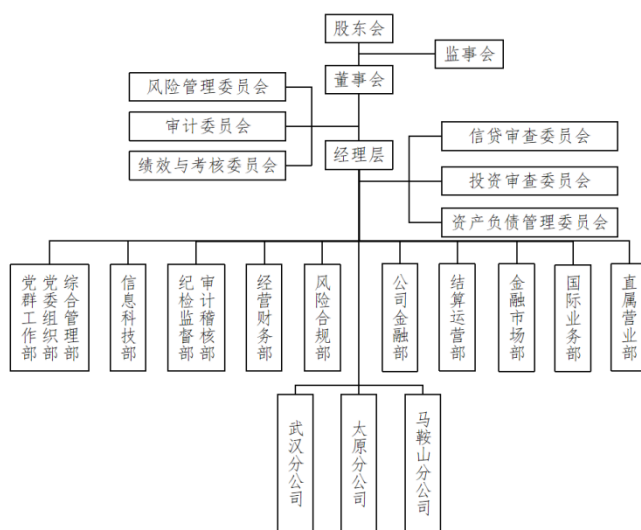 股东会
监事会
董事会
风险管理委员会
审计委员会
绩效与考核委员会
经理层
信贷审查委员会
投资审查委员会
资产负债管理委员会
综合管理部
党委组织部
党群工作部
信息科技部
审计稽核部
纪检监督部
经营财务部
风险合规部
公司金融部
结算运营部
金融市场部
国际业务部
直属营业部
武汉分公司
太原分公司
马鞍山分公司